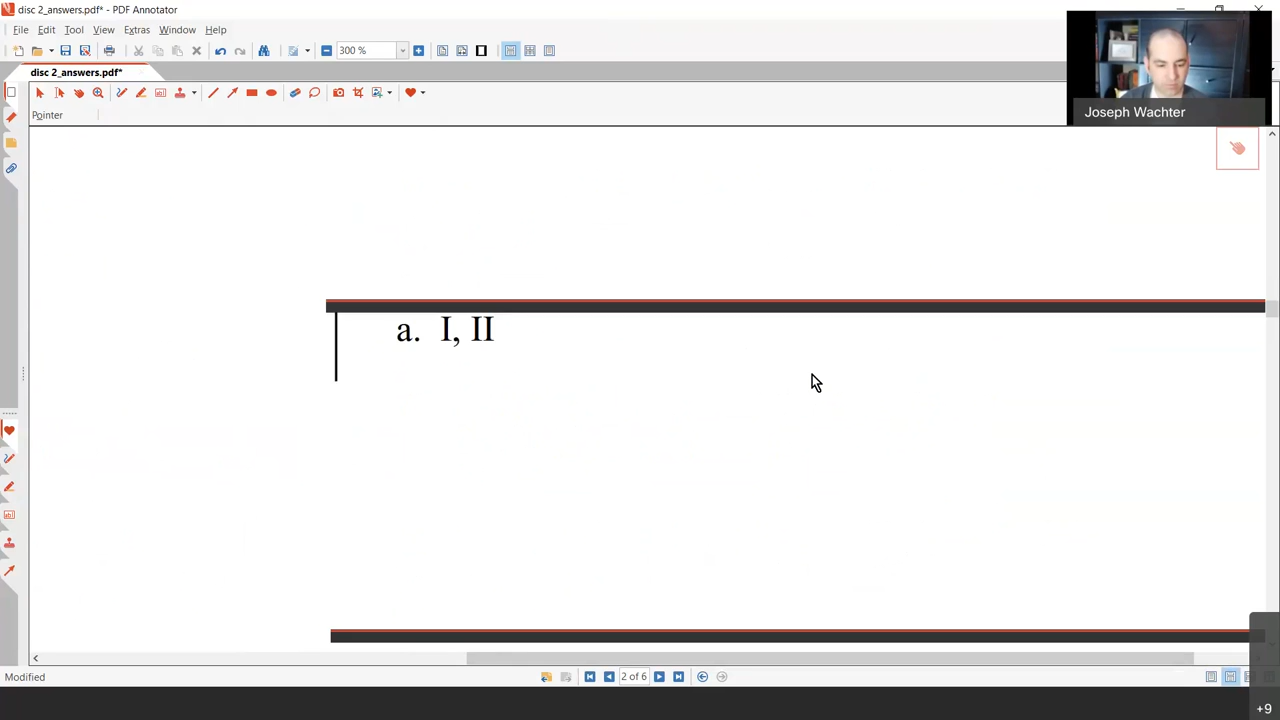 disc 2_answers.pdf* - PDF Annotator
File Edit Tool View Extras Window Help
300 %
disc 2_answers.pdf*
Pointer
Joseph Wachter
a. I, II
2 of 6
Modified
+9